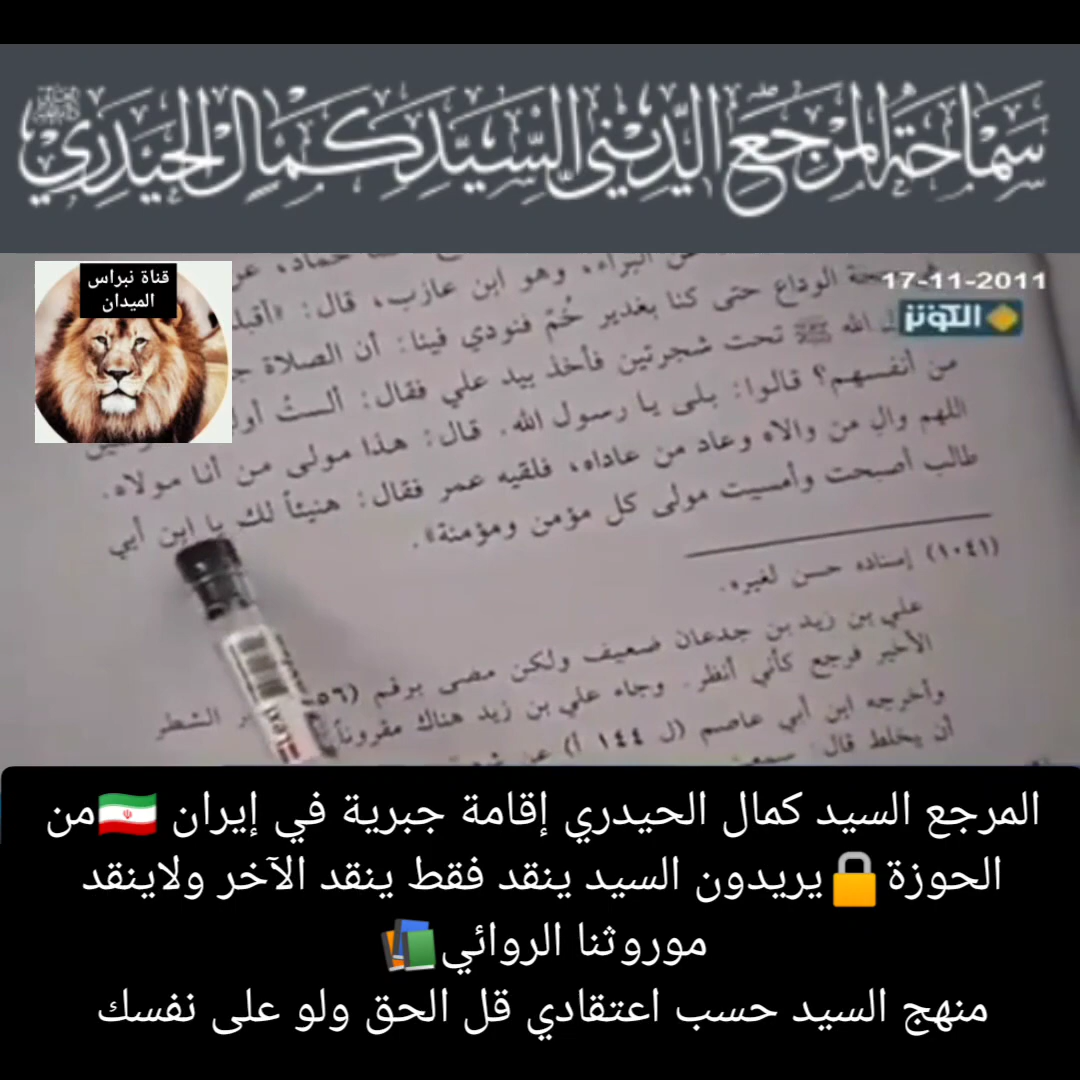 سماحة المرجع الديني السيد كمال الحيدري
قناة نبراس
الميدان
17-11-2011
الكوثر
البراء، وهو ابن عازب، قال: «أقبلنا
الوداع حتى كنا بغدير خُمّ فنودي فينا: أن الصلاة
الله ﷺ تحت شجرتين فأخذ بيد علي فقال: ألستُ
من أنفسهم؟ قالوا: بلى يا رسول الله. قال: هذا مولى من أنا مولاه.
اللهم وال من والاه وعاد من عاداه، فلقيه عمر فقال: هنيئاً لك يا ابن أبي
طالب أصبحت وأمسيت مولى كل مؤمن ومؤمنة».
(١٠٤١) إسناده حسن لغيره.
علي بن زيد بن جدعان ضعيف ولكن مضى برقم الشطر
الأخير فرجع كأني أنظر. وجاء علي بن زيد هناك مقروناً
وأخرجه ابن أبي عاصم (ل ١٤٤ أ) عن
أن يخلط قال:
المرجع السيد كمال الحيدري إقامة جبرية في إيران 🇮🇷من
الحوزة🔒يريدون السيد ينقد فقط ينقد الآخر ولاينقد
موروثنا الروائي📚
منهج السيد حسب اعتقادي قل الحق ولو على نفسك